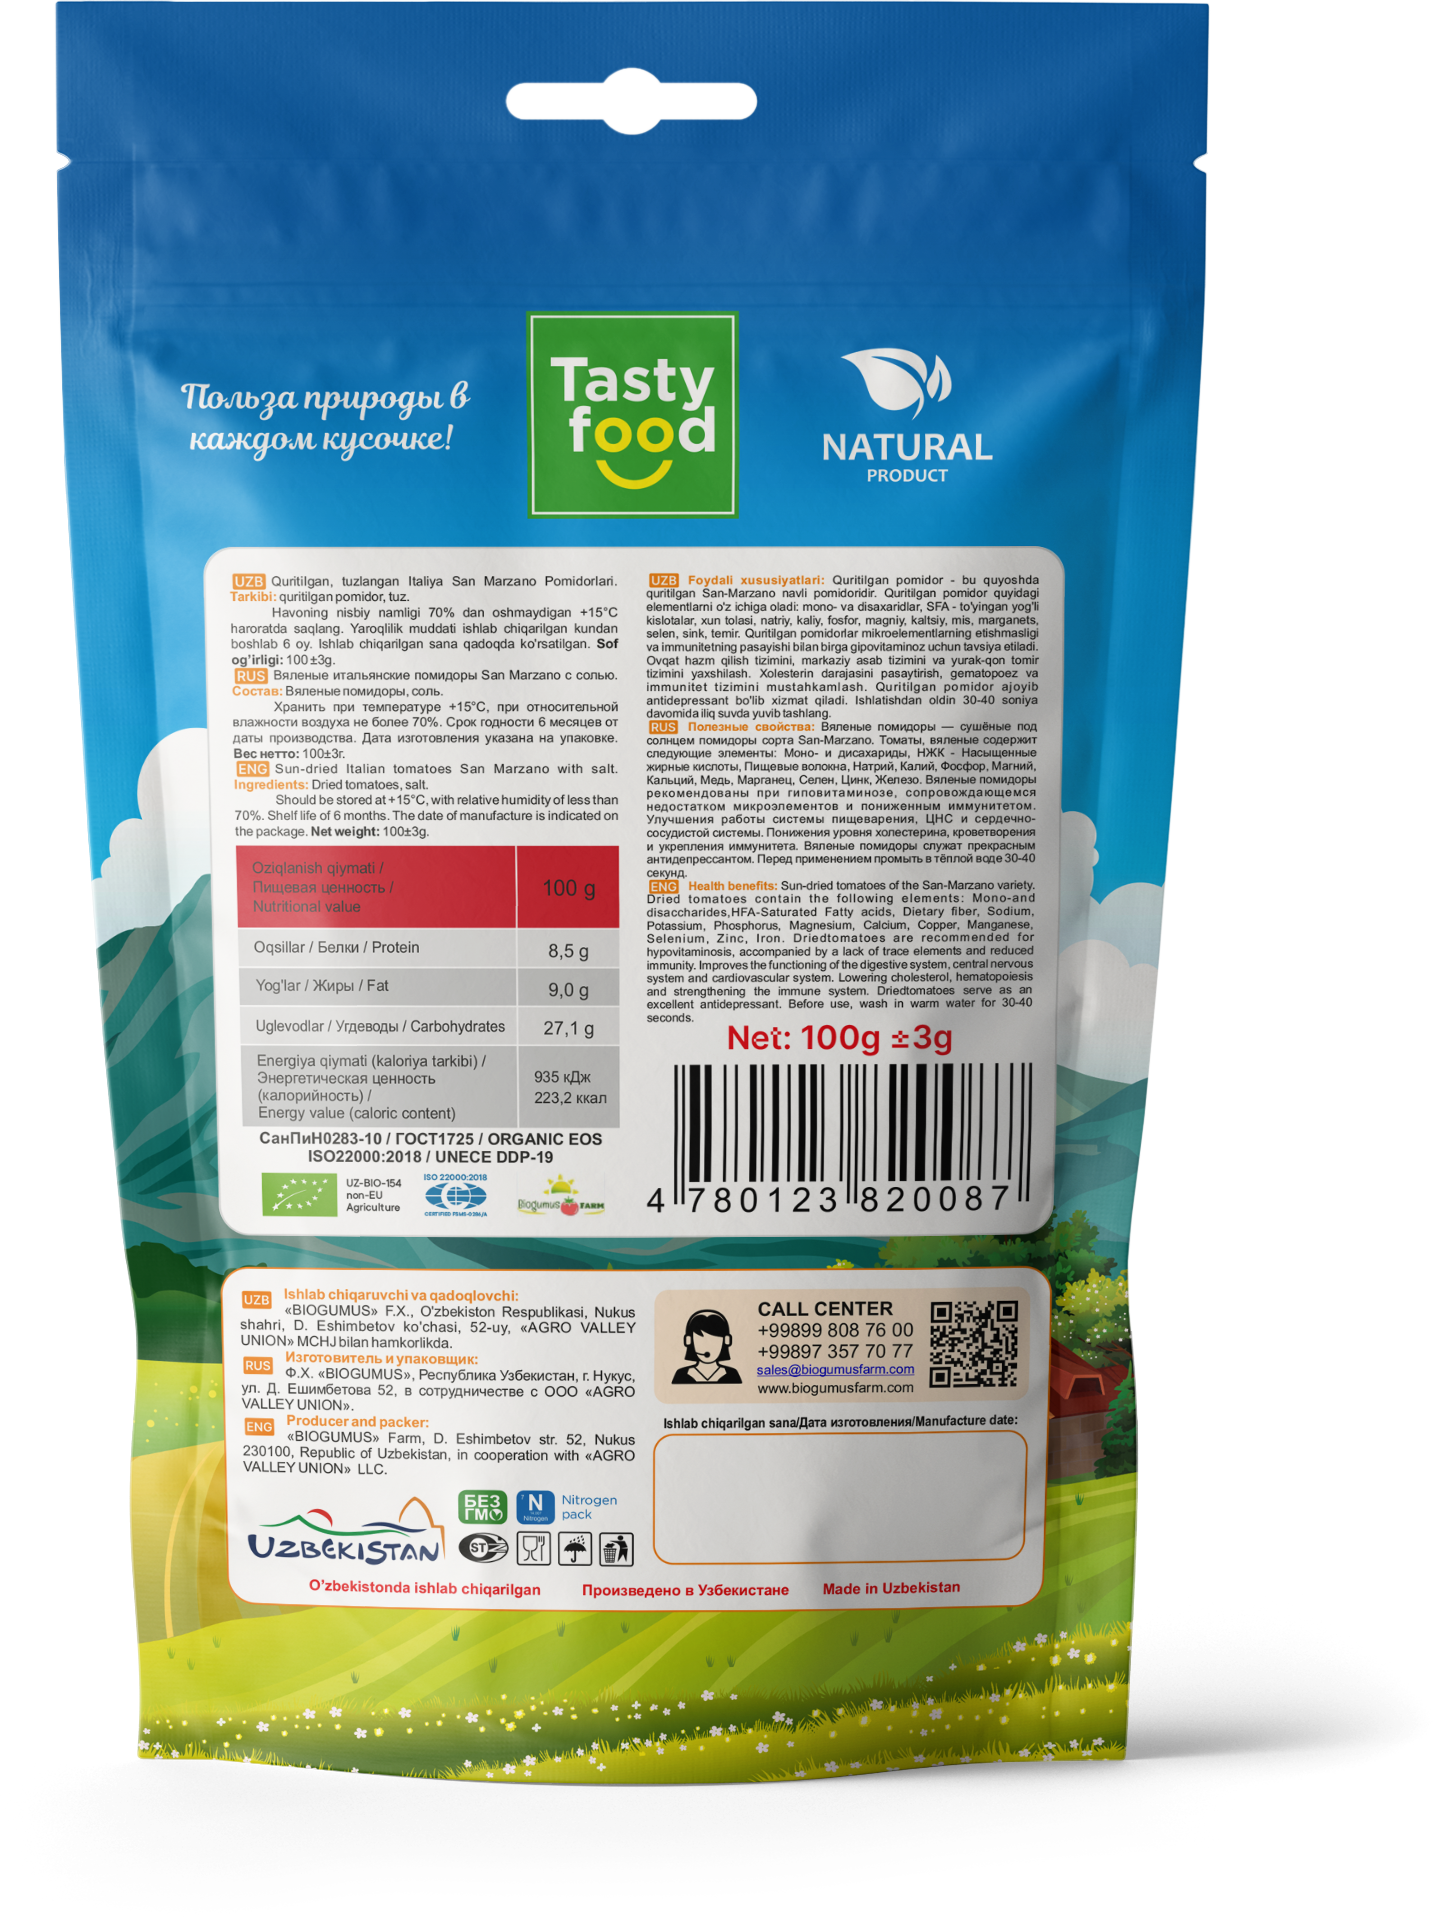 Польза природы в
каждом кусочке!
Tasty
food
NATURAL
PRODUCT
UZB Quritilgan, tuzlangan Italiya San Marzano Pomidorlari.
Tarkibi: quritilgan pomidor, tuz.
Havoning nisbiy namligi 70% dan oshmaydigan +15°C
haroratda saqlang. Yaroqlilik muddati ishlab chiqarilgan kundan
boshlab 6 oy. Ishlab chiqarilgan sana qadoqda ko'rsatilgan. Sof
og'irligi: 100±3g.
RUS Вяленые итальянские помидоры San Marzano с солью.
Состав: Вяленые помидоры, соль.
Хранить при температуре +15°С, при относительной
влажности воздуха не более 70%. Срок годности 6 месяцев от
даты производства. Дата изготовления указана на упаковке.
Вес нетто: 100±3г.
ENG Sun-dried Italian tomatoes San Marzano with salt.
Ingredients: Dried tomatoes, salt.
Should be stored at +15°C, with relative humidity of less than
70%. Shelf life of 6 months. The date of manufacture is indicated on
the package. Net weight: 100±3g.
Oziqlanish qiymati /
Пищевая ценность /
Nutritional value
100 g
Oqsillar / Белки / Protein
8,5 g
Yog'lar / Жиры / Fat
9,0 g
Uglevodlar / Угдеводы / Carbohydrates
27,1 g
Energiya qiymati (kaloriya tarkibi) /
Энергетическая ценность
(калорийность) /
Energy value (caloric content)
935 кДж
223,2 ккал
СанПиН0283-10 / ГОСТ1725 / ORGANIC EOS
ISO22000:2018 / UNECE DDP-19
UZ-BIO-154
non-EU
Agriculture
ISO 22000:2018
Biogumus FARM
UZB Foydali xususiyatlari: Quritilgan pomidor - bu quyoshda
quritilgan San-Marzano navli pomidoridir. Quritilgan pomidor quyidagi
elementlarni o'z ichiga oladi: mono- va disaxaridlar, SFA - to'yingan yog'li
kislotalar, xun tolasi, natriy, kaliy, fosfor, magniy, kaltsiy, mis, marganets,
selen, sink, temir. Quritilgan pomidorlar mikroelementlarning etishmasligi
va immunitetning pasayishi bilan birga gipovitaminoz uchun tavsiya etiladi.
Ovqat hazm qilish tizimini, markaziy asab tizimini va yurak-qon tomir
tizimini yaxshilash. Xolesterin darajasini pasaytirish, gematopoez va
immunitet tizimini mustahkamlash. Quritilgan pomidor ajoyib
antidepressant bo'lib xizmat qiladi. Ishlatishdan oldin 30-40 soniya
davomida iliq suvda yuvib tashlang.
RUS Полезные свойства: Вяленые помидоры — сушёные под
солнцем помидоры сорта San-Marzano. Томаты, вяленые содержит
следующие элементы: Моно- и дисахариды, НЖК - Насыщенные
жирные кислоты, Пищевые волокна, Натрий, Калий, Фосфор, Магний,
Кальций, Медь, Марганец, Селен, Цинк, Железо. Вяленые помидоры
рекомендованы при гиповитаминозе, сопровождающемся
недостатком микроэлементов и пониженным иммунитетом.
Улучшения работы системы пищеварения, ЦНС и сердечно-
сосудистой системы. Понижения уровня холестерина, кроветворения
и укрепления иммунитета. Вяленые помидоры служат прекрасным
антидепрессантом. Перед применением промыть в тёплой воде 30-40
секунд.
ENG Health benefits: Sun-dried tomatoes of the San-Marzano variety.
Dried tomatoes contain the following elements: Mono-and
disaccharides,HFA-Saturated Fatty acids, Dietary fiber, Sodium,
Potassium, Phosphorus, Magnesium, Calcium, Copper, Manganese,
Selenium, Zinc, Iron. Driedtomatoes are recommended for
hypovitaminosis, accompanied by a lack of trace elements and reduced
immunity. Improves the functioning of the digestive system, central nervous
system and cardiovascular system. Lowering cholesterol, hematopoiesis
and strengthening the immune system. Driedtomatoes serve as an
excellent antidepressant. Before use, wash in warm water for 30-40
seconds.
Net: 100g ±3g
4 780123 820087
UZB Ishlab chiqaruvchi va qadoqlovchi:
«BIOGUMUS» F.X., O'zbekiston Respublikasi, Nukus
shahri, D. Eshimbetov ko'chasi, 52-uy, «AGRO VALLEY
UNION» MCHJ bilan hamkorlikda.
RUS Изготовитель и упаковщик:
Ф.Х. «BIOGUMUS», Республика Узбекистан, г. Нукус,
ул. Д. Ешимбетова 52, в сотрудничестве с ООО «AGRO
VALLEY UNION».
ENG Producer and packer:
«BIOGUMUS» Farm, D. Eshimbetov str. 52, Nukus
230100, Republic of Uzbekistan, in cooperation with «AGRO
VALLEY UNION» LLC.
CALL CENTER
+99899 808 76 00
+99897 357 70 77
sales@biogumusfarm.com
www.biogumusfarm.com
Ishlab chiqarilgan sana/Дата изготовления/Manufacture date:
UZBEKISTAN
БЕЗ
ГМО
N
Nitrogen
Nitrogen
pack
ST
O'zbekistonda ishlab chiqarilgan
Произведено в Узбекистане
Made in Uzbekistan